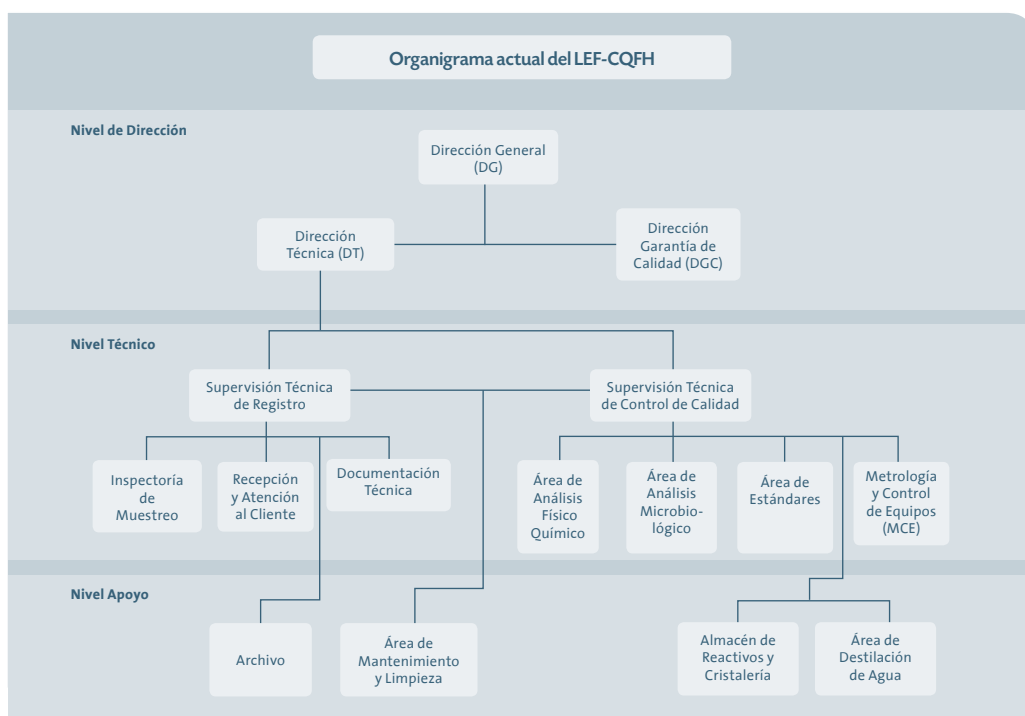 Organigrama actual del LEF-CQFH
Nivel de Dirección
Dirección General
(DG)
Dirección
Técnica (DT)
Dirección
Garantía de
Calidad (DGC)
Nivel Técnico
Supervisión Técnica
de Registro
Supervisión Técnica
de Control de Calidad
Inspectoría
de
Muestreo
Recepción
y Atención
al Cliente
Documentación
Técnica
Área de
Análisis
Físico
Químico
Área de
Análisis
Microbio-
lógico
Área de
Estándares
Metrología
y Control
de Equipos
(MCE)
Nivel Apoyo
Archivo
Área de
Mantenimiento
y Limpieza
Almacén de
Reactivos y
Cristalería
Área de
Destilación
de Agua